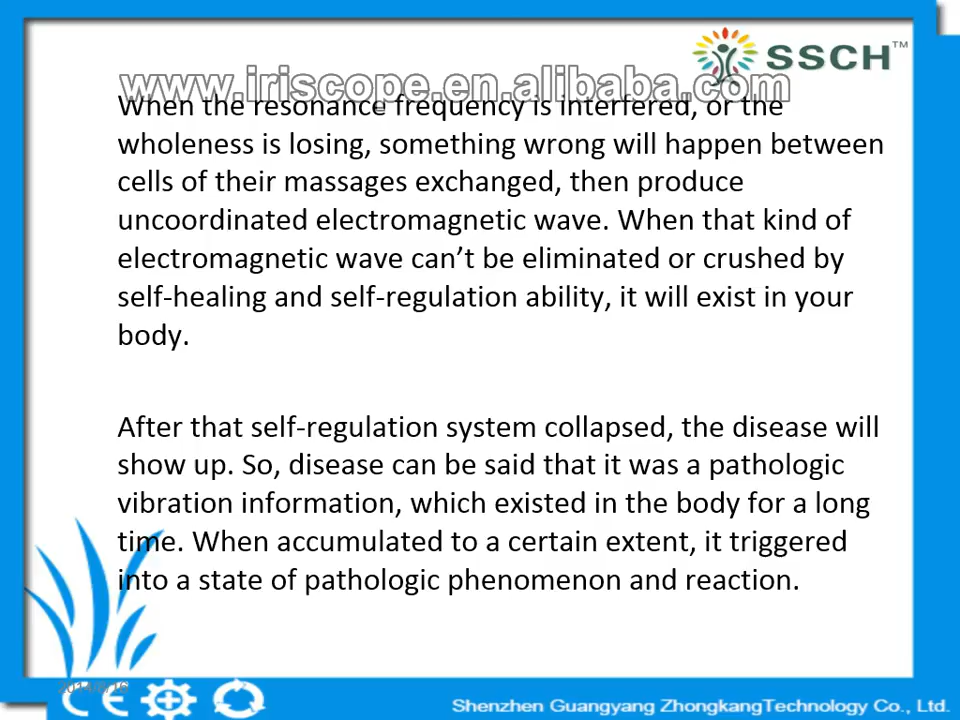 SSCH™
www.iriscope.en.alibaba.com
When the resonance frequency is interfered, or the
wholeness is losing, something wrong will happen between
cells of their massages exchanged, then produce
uncoordinated electromagnetic wave. When that kind of
electromagnetic wave can’t be eliminated or crushed by
self-healing and self-regulation ability, it will exist in your
body.
After that self-regulation system collapsed, the disease will
show up. So, disease can be said that it was a pathologic
vibration information, which existed in the body for a long
time. When accumulated to a certain extent, it triggered
into a state of pathologic phenomenon and reaction.
CE
Shenzhen Guangyang ZhongkangTechnology Co., Ltd.